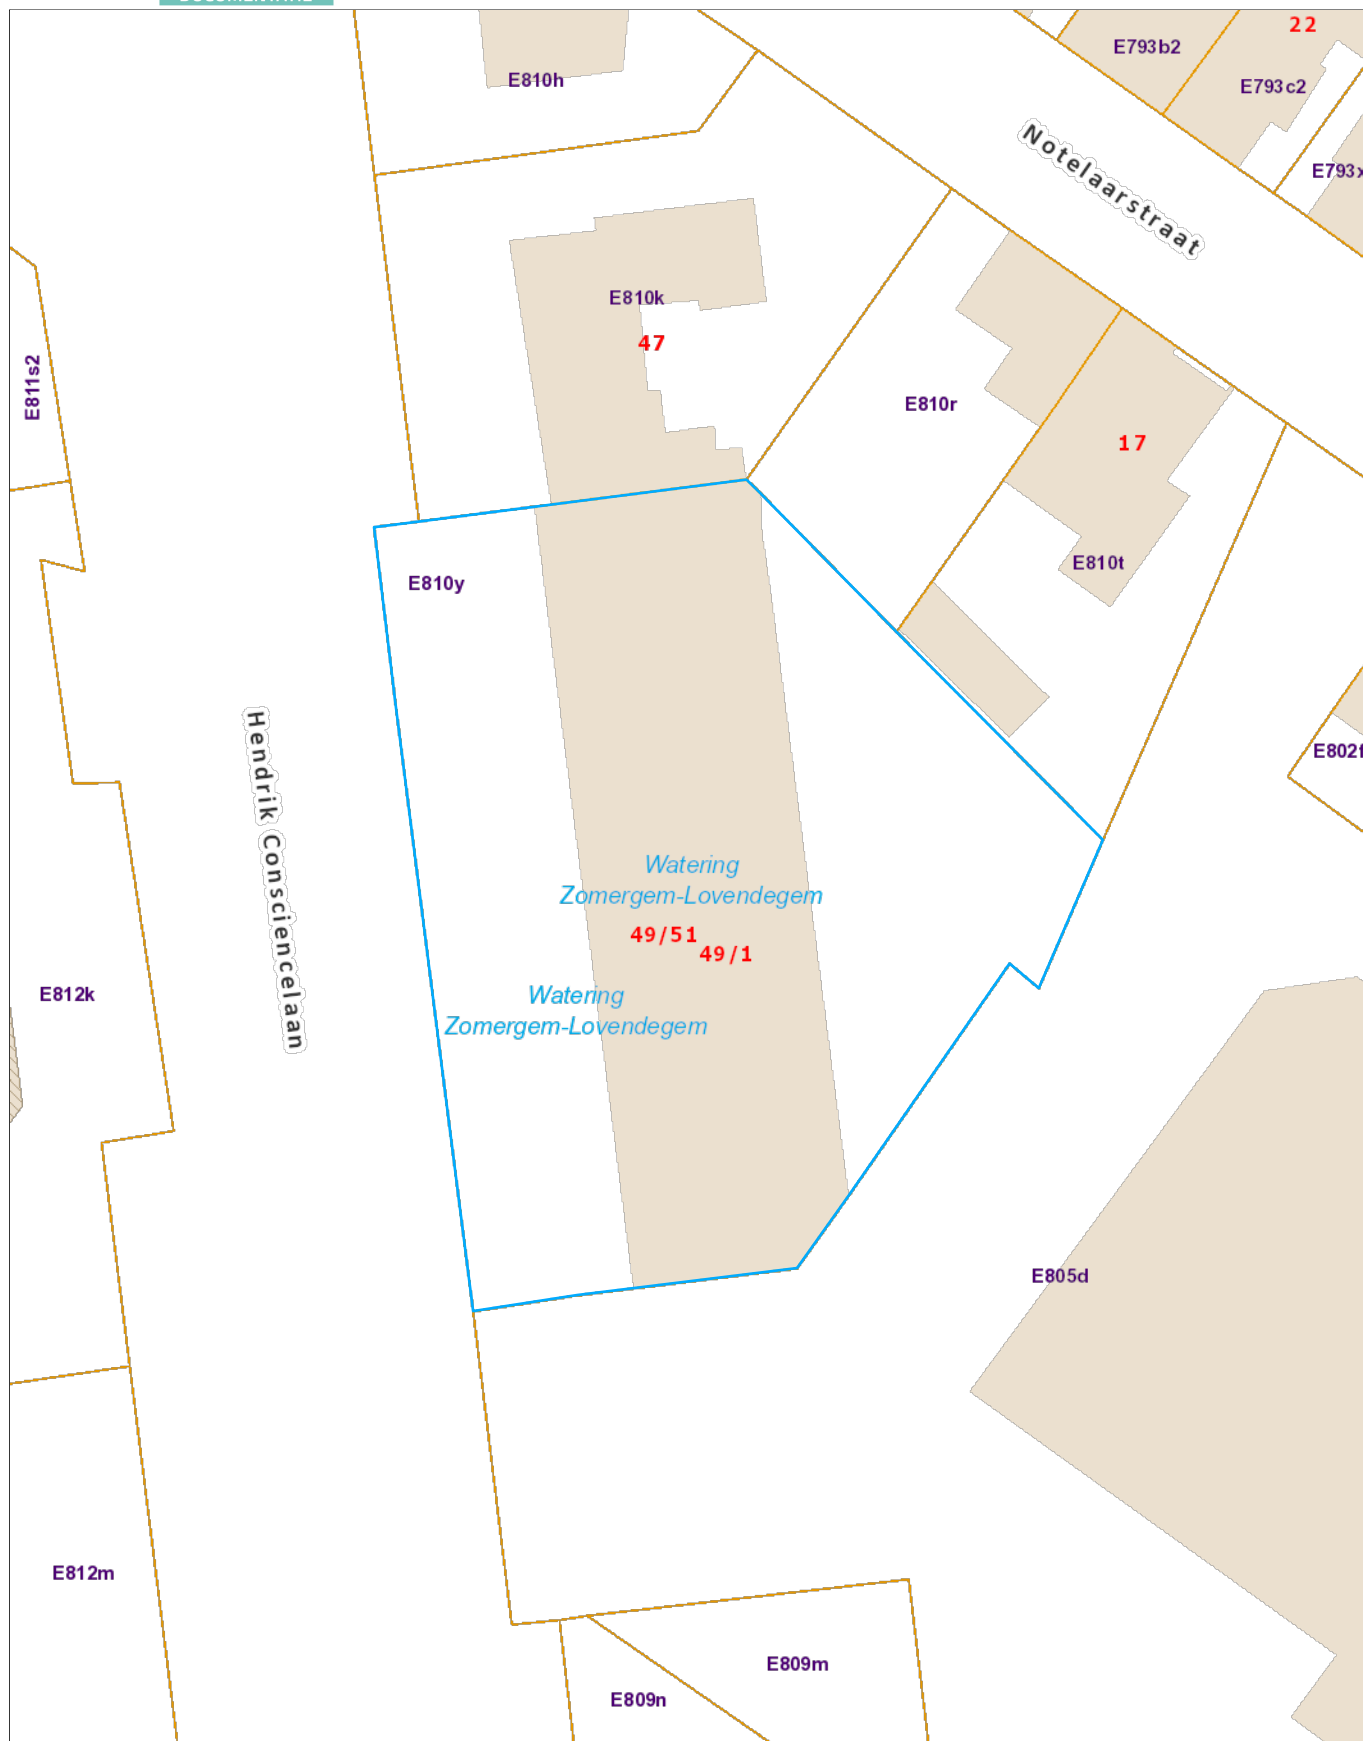 22
E793b2
E810h
E793c2
Notelaarstraat
E793x
E810k
47
E811s2
E810r
17
E810t
E810y
Hendrik Consciencelaan
E802f
Watering
Zomergem-Lovendegem
49/51
49/1
E812k
Watering
Zomergem-Lovendegem
E805d
E812m
E809m
E809n